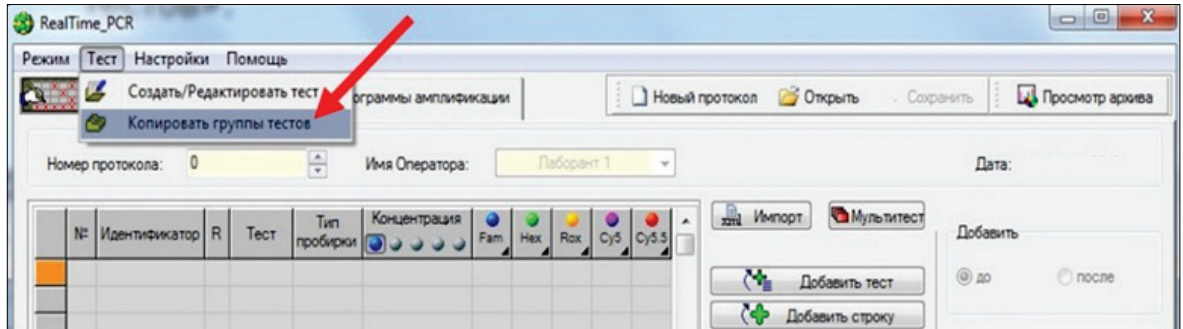 RealTime_PCR
Режим Тест Настройки Помощь
Создать/Редактировать тест
Копировать группы тестов
ограммы амплификации
Новый протокол Открыть Сохранить Просмотр архива
Номер протокола: 0 Имя Оператора: Лаборант 1 Дата:
№ Идентификатор R Тест Тип пробирки Концентрация Fam Hex Rox Cy5 Cy5.5
xml Импорт Мультитест
Добавить
до после
Добавить тест
Добавить строку